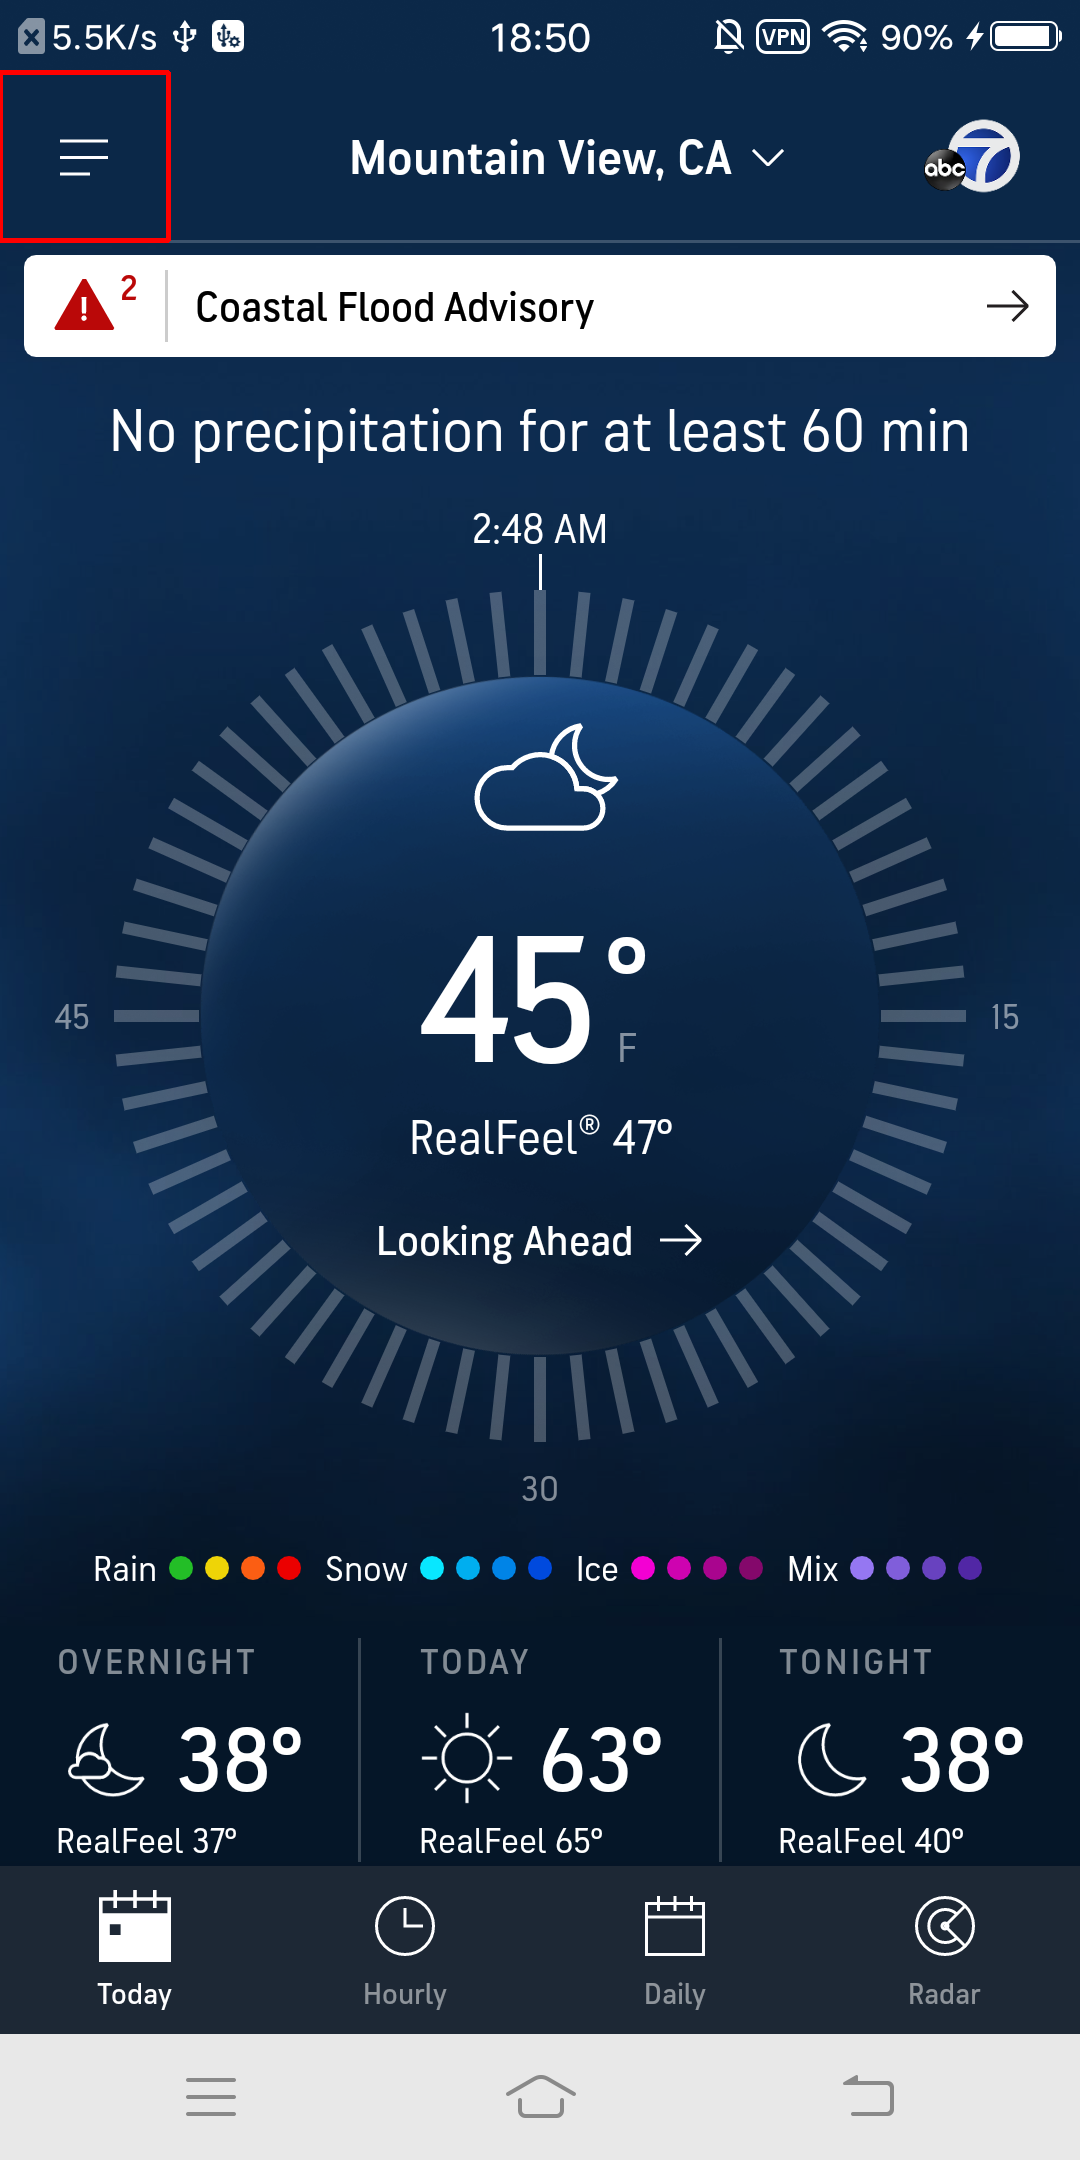 5.5K/s 18:50 VPN 90%
Mountain View, CA
abc 7
2 Coastal Flood Advisory
No precipitation for at least 60 min
2:48 AM
45° F
45 15
RealFeel® 47°
Looking Ahead
30
Rain Snow Ice Mix
OVERNIGHT TODAY TONIGHT
38° 63° 38°
RealFeel 37° RealFeel 65° RealFeel 40°
Today Hourly Daily Radar